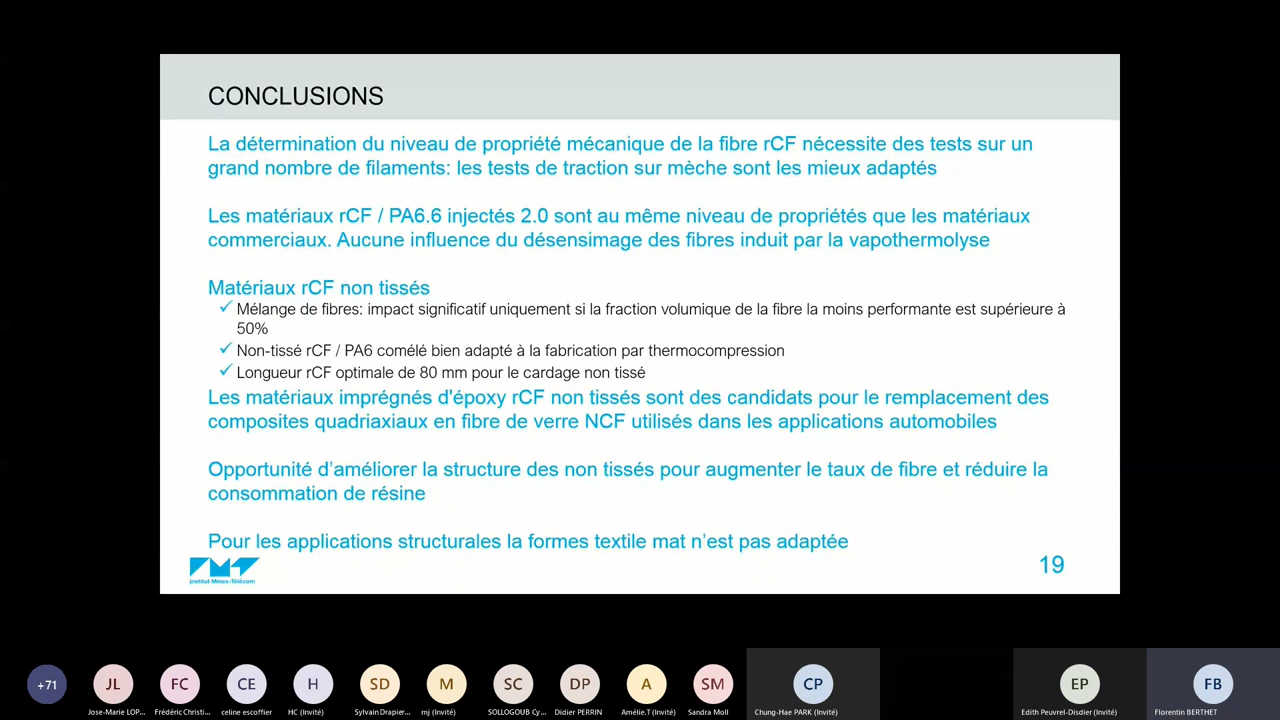 CONCLUSIONS
La détermination du niveau de propriété mécanique de la fibre rCF nécessite des tests sur un
grand nombre de filaments: les tests de traction sur mèche sont les mieux adaptés
Les matériaux rCF / PA6.6 injectés 2.0 sont au même niveau de propriétés que les matériaux
commerciaux. Aucune influence du désensimage des fibres induit par la vapothermolyse
Matériaux rCF non tissés
✓ Mélange de fibres: impact significatif uniquement si la fraction volumique de la fibre la moins performante est supérieure à
50%
✓ Non-tissé rCF / PA6 comélé bien adapté à la fabrication par thermocompression
✓ Longueur rCF optimale de 80 mm pour le cardage non tissé
Les matériaux imprégnés d'époxy rCF non tissés sont des candidats pour le remplacement des
composites quadriaxiaux en fibre de verre NCF utilisés dans les applications automobiles
Opportunité d’améliorer la structure des non tissés pour augmenter le taux de fibre et réduire la
consommation de résine
Pour les applications structurales la formes textile mat n’est pas adaptée
IMT
Institut Mines-Télécom
19
+71 JL FC CE H SD M SC DP A SM CP EP FB
Jose-Marie LOP... Frédéric Christi... celine escoffier HC (Invité) Sylvain Drapier... mj (Invité) SOLLOGOUB Cy... Didier PERRIN Amélie.T (Invité) Sandra Moll Chung-Hae PARK (Invité) Edith Peuvrel-Disdier (Invité) Florentin BERTHET